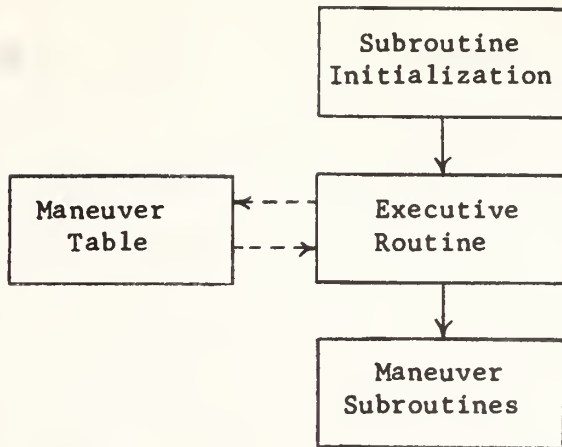 Subroutine
Initialization
Maneuver
Table
Executive
Routine
Maneuver
Subroutines